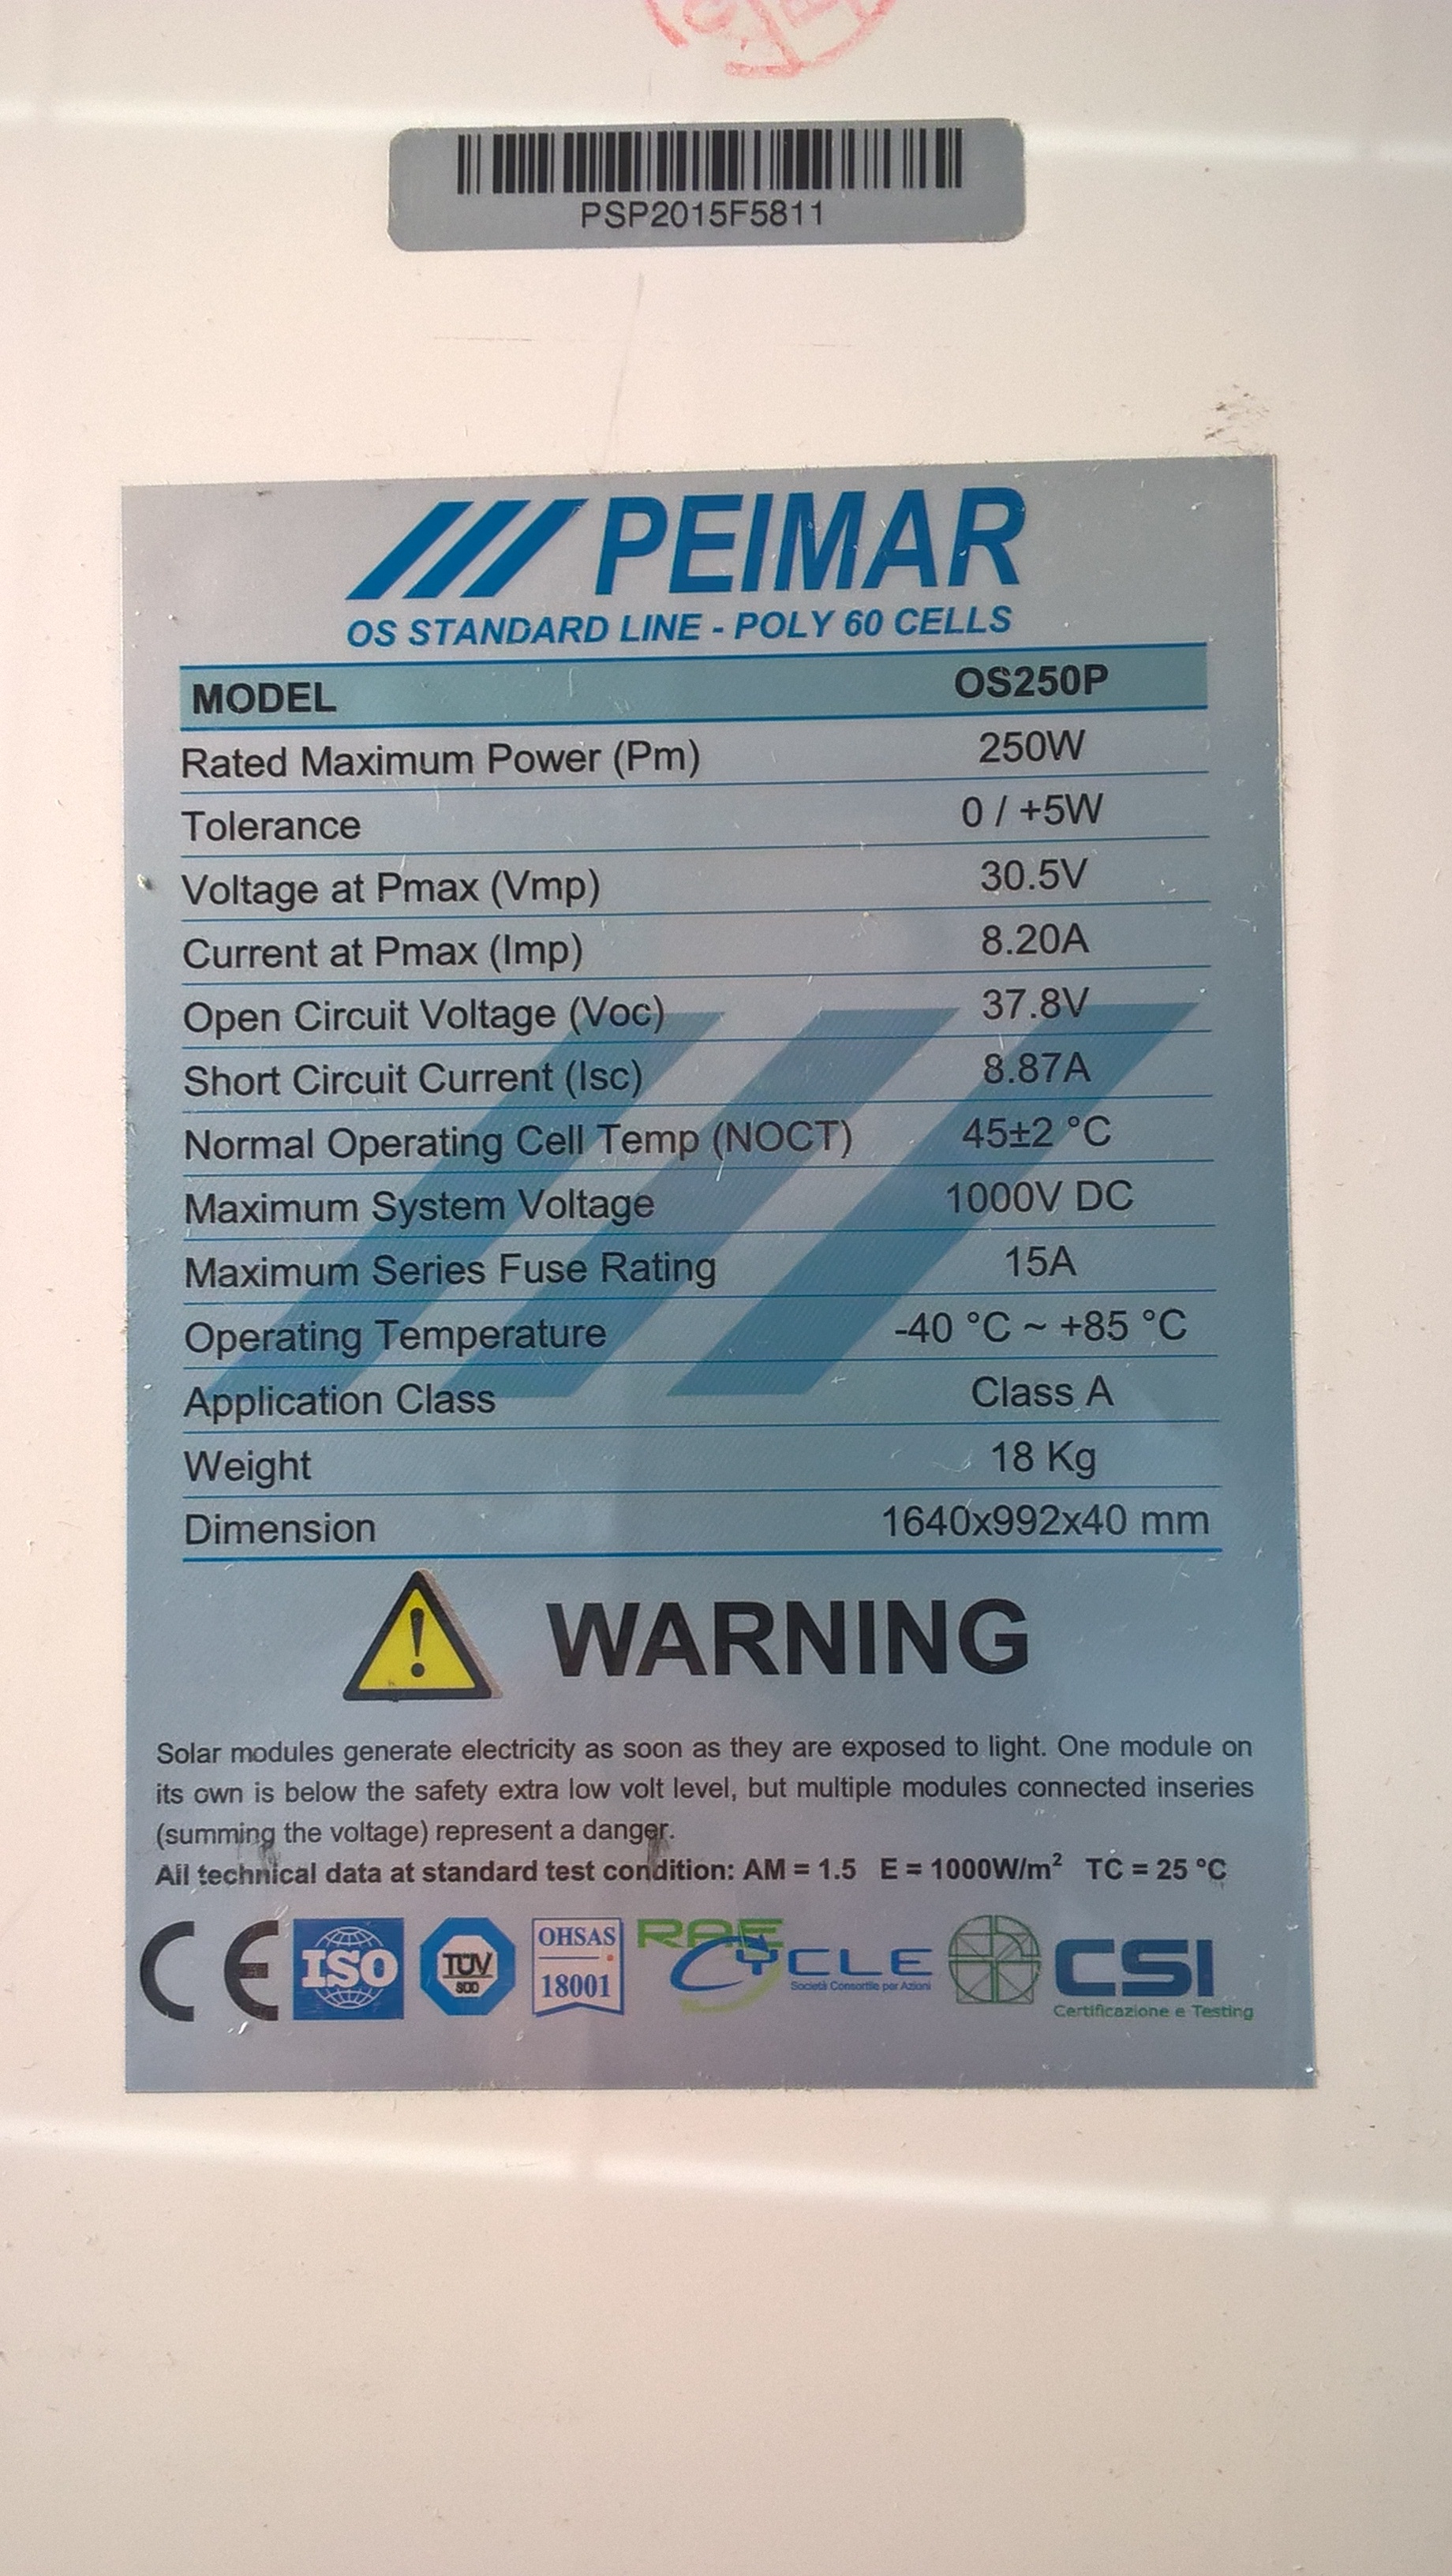 PSP2015F5811
PEIMAR
OS STANDARD LINE - POLY 60 CELLS
MODEL OS250P
Rated Maximum Power (Pm) 250W
Tolerance 0 / +5W
Voltage at Pmax (Vmp) 30.5V
Current at Pmax (Imp) 8.20A
Open Circuit Voltage (Voc) 37.8V
Short Circuit Current (Isc) 8.87A
Normal Operating Cell Temp (NOCT) 45±2 °C
Maximum System Voltage 1000V DC
Maximum Series Fuse Rating 15A
Operating Temperature -40 °C ~ +85 °C
Application Class Class A
Weight 18 Kg
Dimension 1640x992x40 mm
WARNING
Solar modules generate electricity as soon as they are exposed to light. One module on
its own is below the safety extra low volt level, but multiple modules connected inseries
(summing the voltage) represent a danger.
All technical data at standard test condition: AM = 1.5 E = 1000W/m² TC = 25 °C
CE ISO TÜV SÜD OHSAS 18001 RAECYCLE CSI
Società Consortile per Azioni
Certificazione e Testing